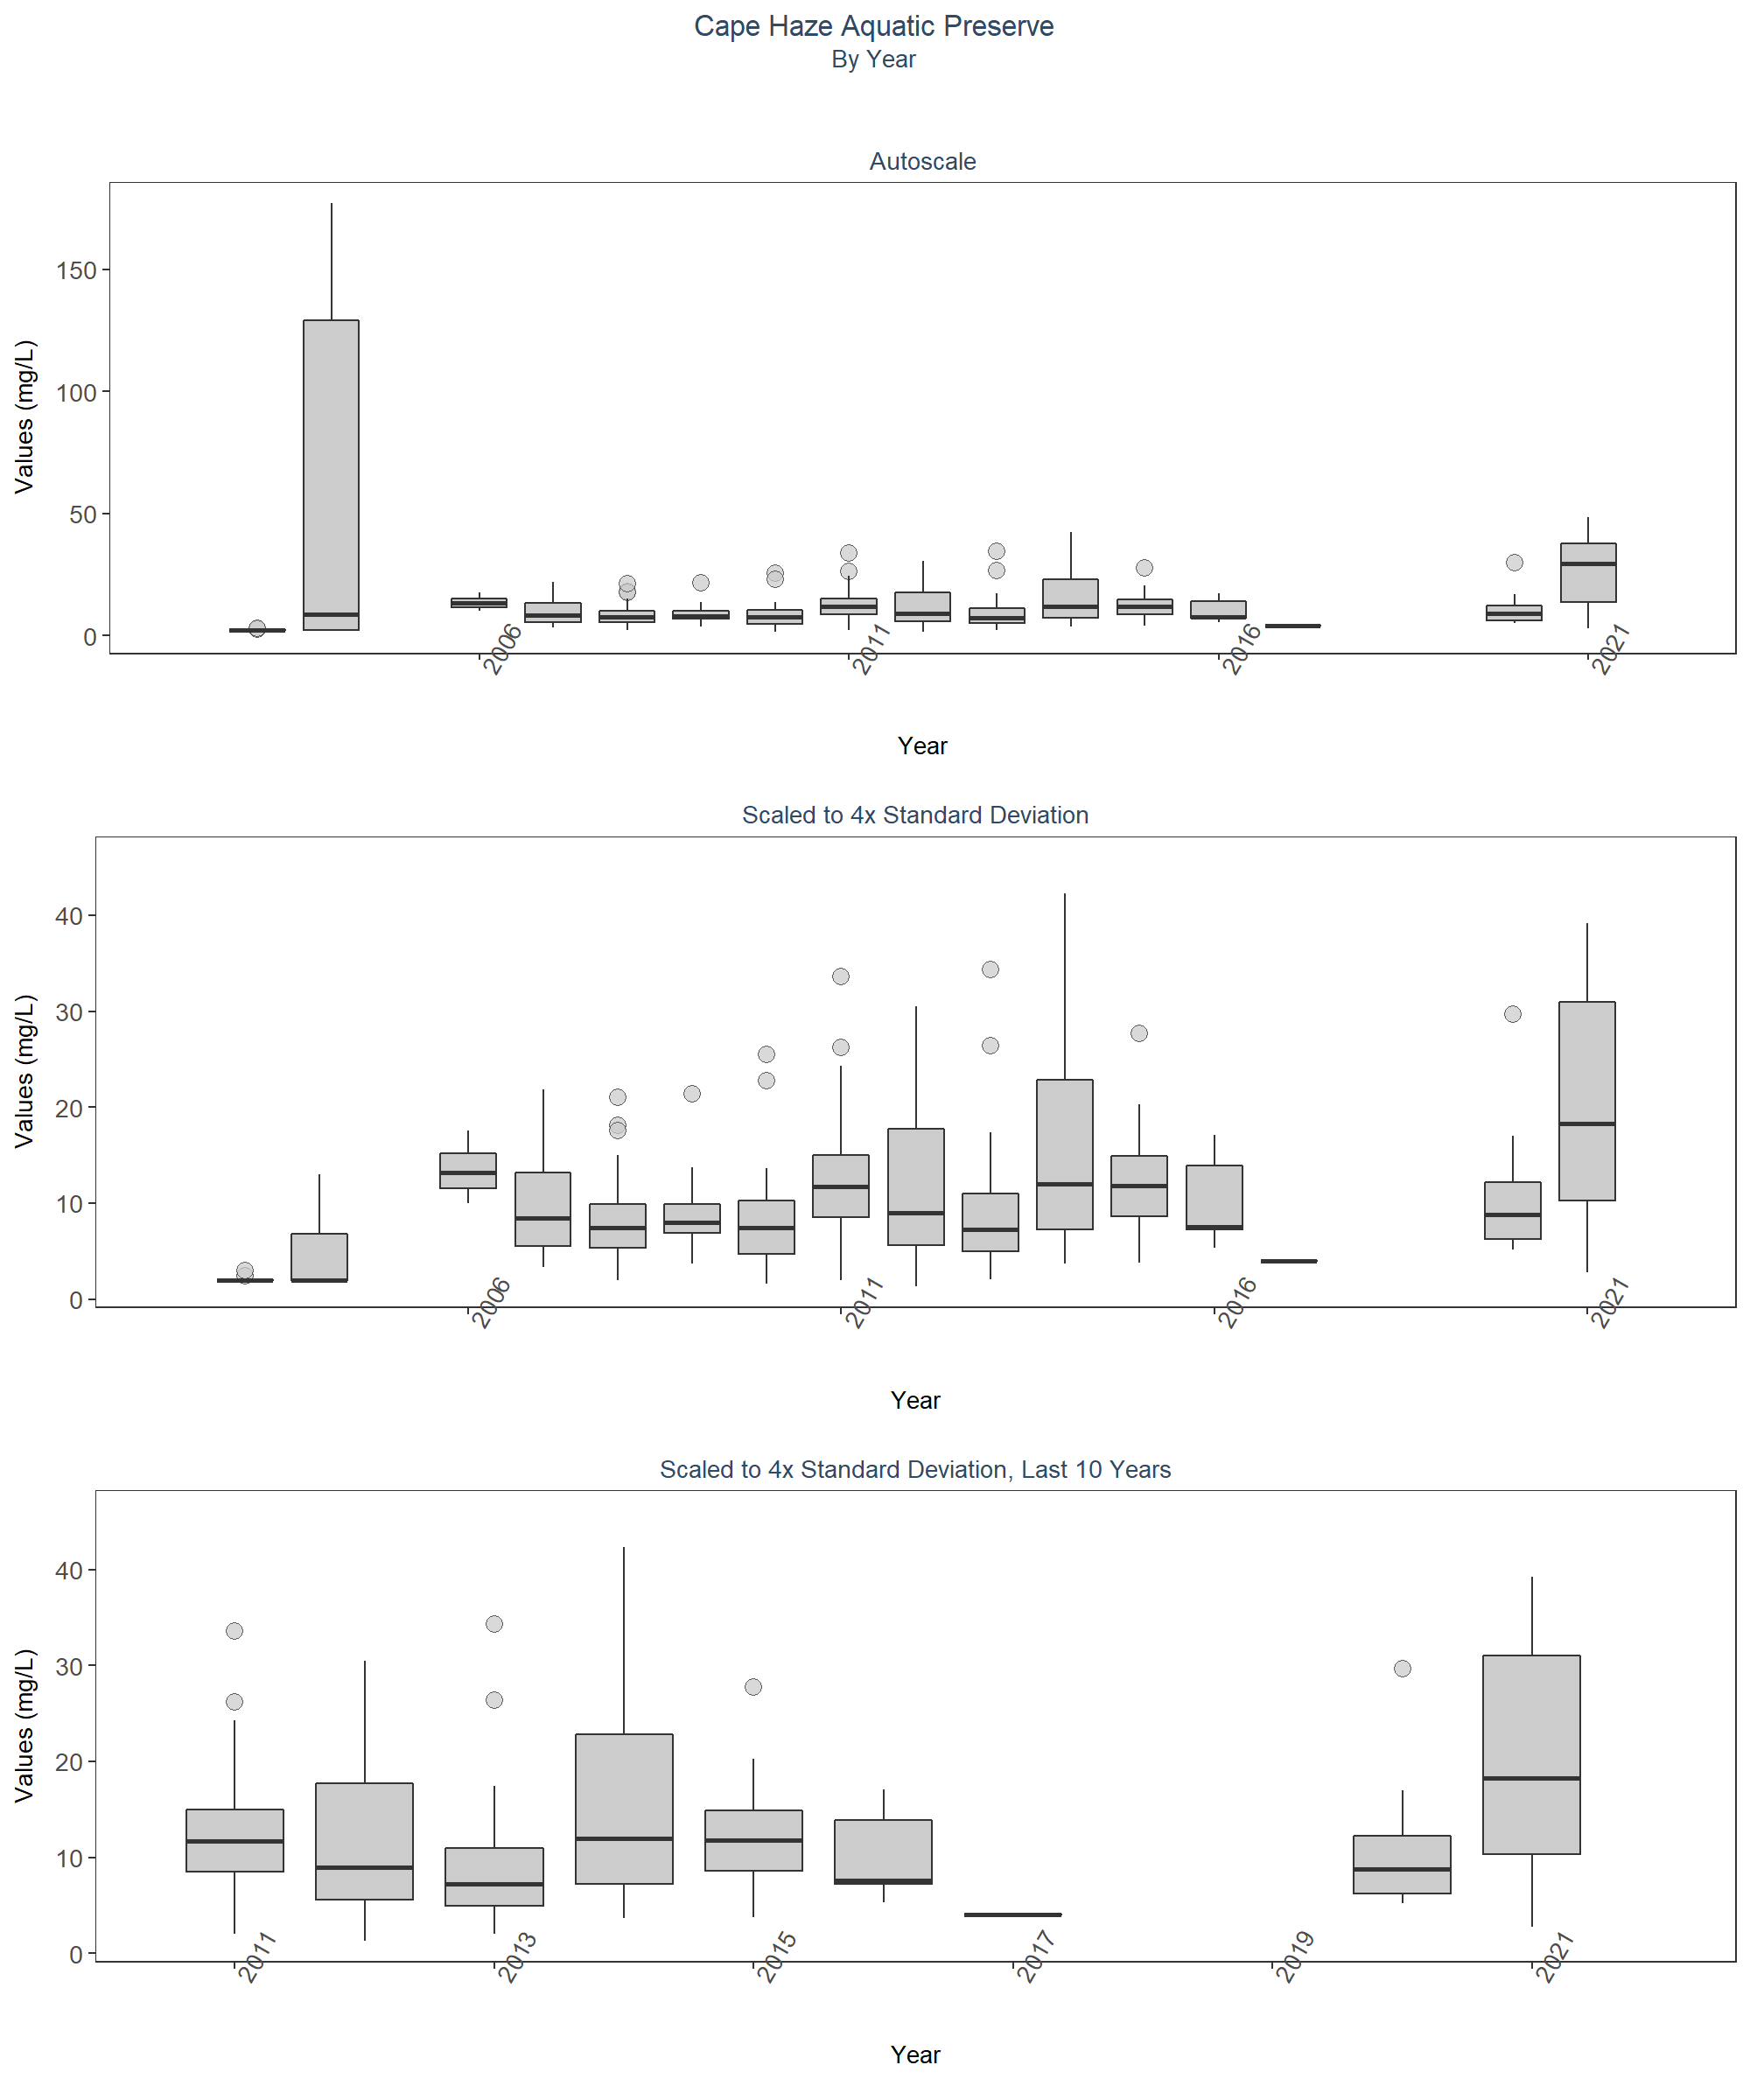 Cape Haze Aquatic Preserve
By Year
Autoscale
Values (mg/L)
150
100
50
0
2006
2011
2016
2021
Year
Scaled to 4x Standard Deviation
Values (mg/L)
40
30
20
10
0
2006
2011
2016
2021
Year
Scaled to 4x Standard Deviation, Last 10 Years
Values (mg/L)
40
30
20
10
0
2011
2013
2015
2017
2019
2021
Year